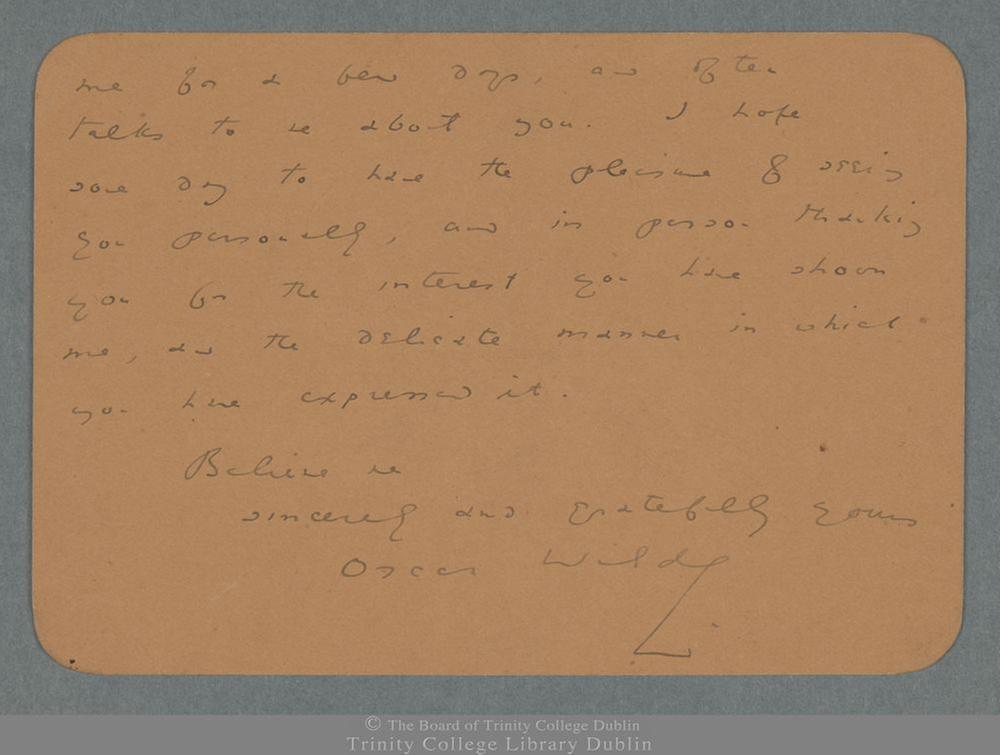 me for a few days, and often
talks to me about you. I hope
some day to have the pleasure of seeing
you personally, and in person thanking
you for the interest you have shown
me, and the delicate manner in which
you have expressed it.
Believe me
sincerely and gratefully yours
Oscar Wilde
© The Board of Trinity College Dublin
Trinity College Library Dublin